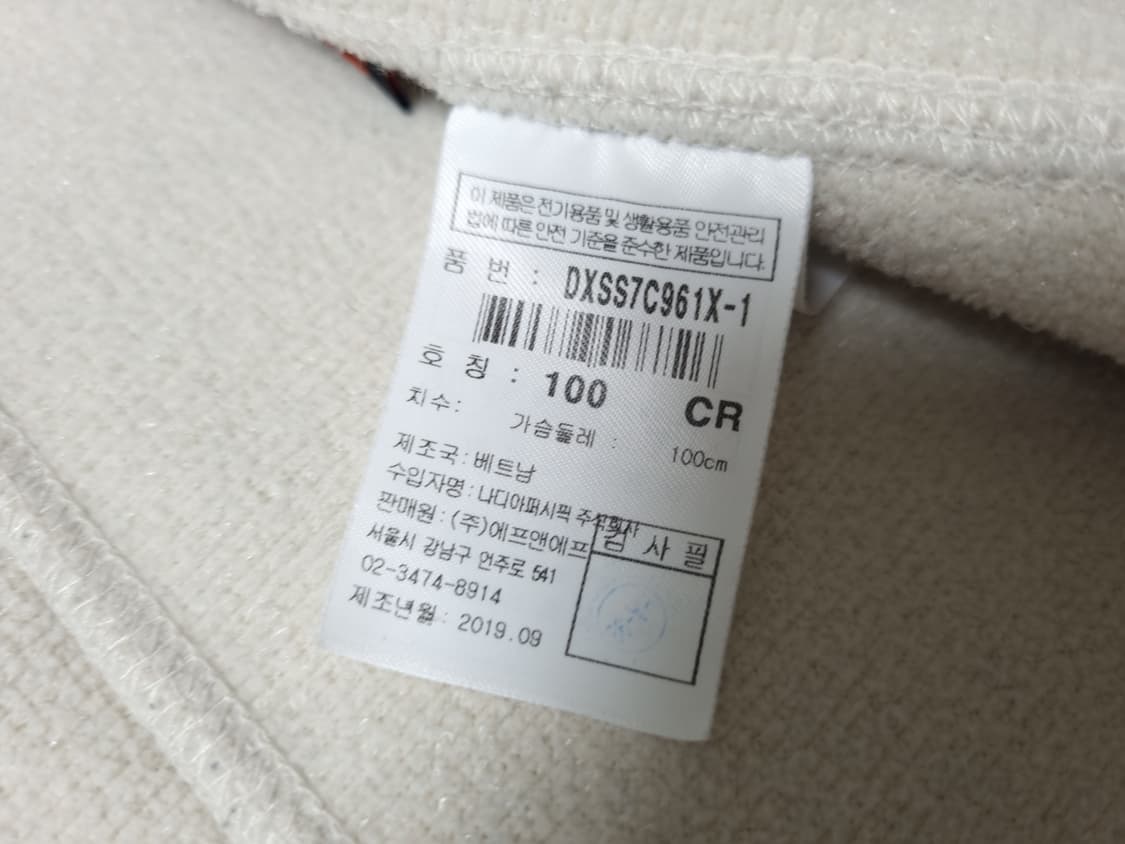 이 제품은 전기용품 및 생활용품 안전관리
법에 따른 안전 기준을 준수한 제품입니다.
품 번 : DXSS7C961X-1
호 칭 : 100 CR
치수: 가슴둘레 : 100cm
제조국 : 베트남
수입자명 : 나디아퍼시픽 주식회사
판매원 : (주)에프앤에프
검 사 필
서울시 강남구 언주로 541
02-3474-8914
제조년월 : 2019.09